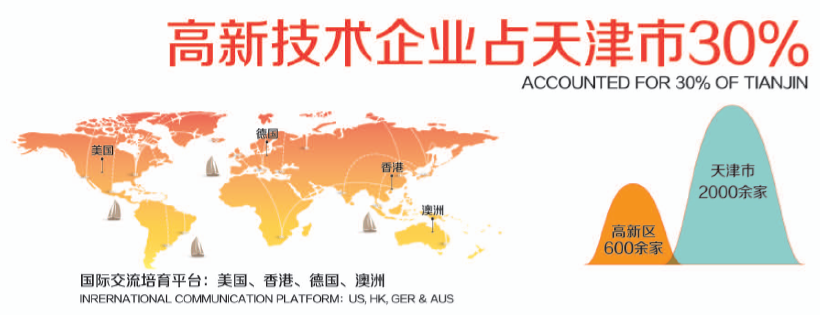 高新技术企业占天津市30%
ACCOUNTED FOR 30% OF TIANJIN
美国
德国
香港
澳洲
天津市
2000余家
高新区
600余家
国际交流培育平台：美国、香港、德国、澳洲
INRERNATIONAL COMMUNICATION PLATFORM: US, HK, GER & AUS